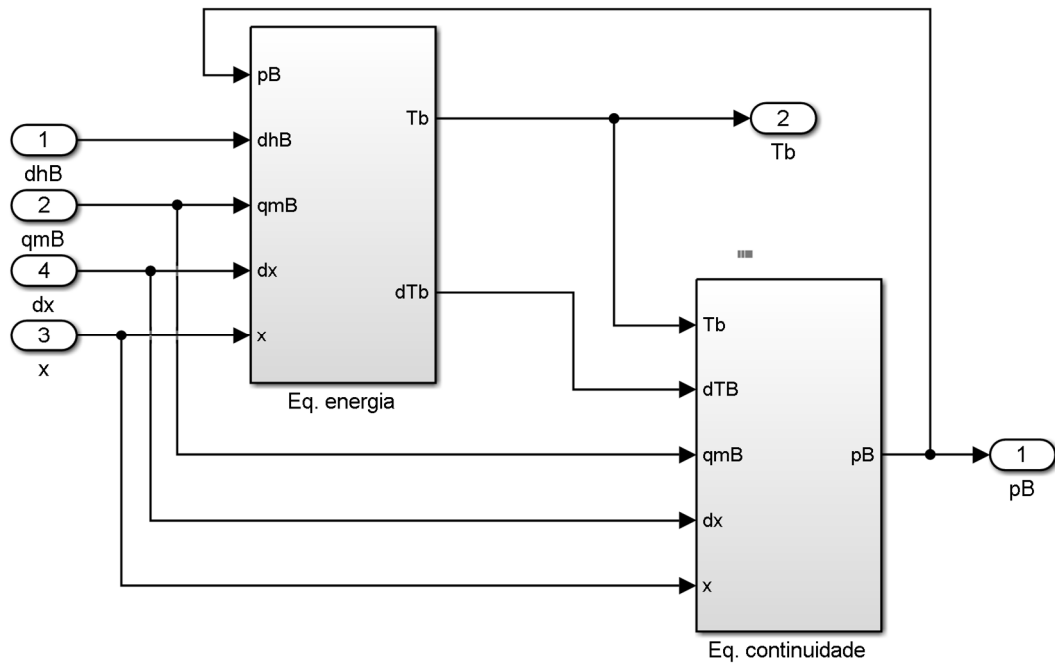 pB
Tb
dhB
1
dhB
qmB
2
qmB
dx
4
dx
dTb
x
3
x
Eq. energia
2
Tb
Tb
dTB
qmB
pB
dx
x
Eq. continuidade
1
pB